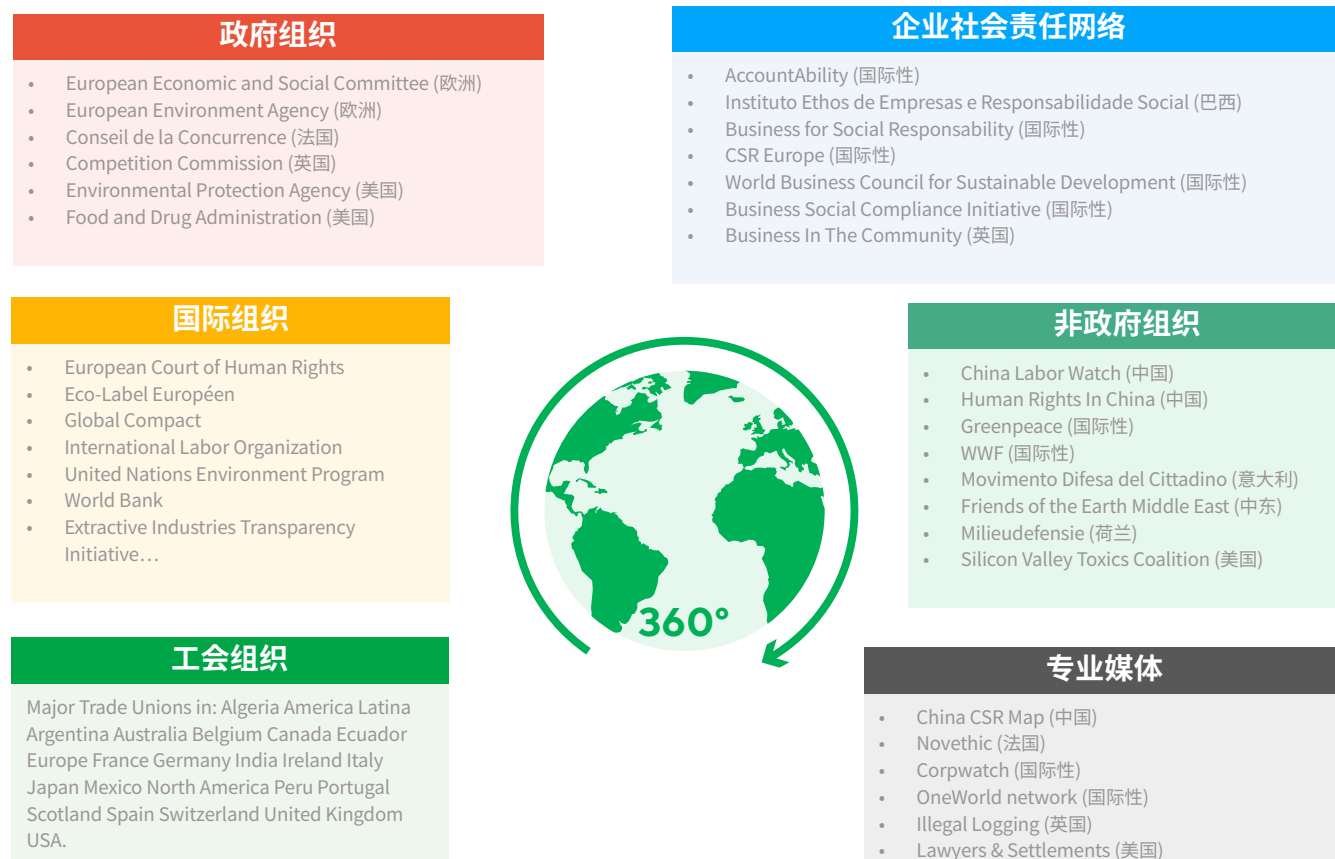 政府组织
• European Economic and Social Committee (欧洲)
• European Environment Agency (欧洲)
• Conseil de la Concurrence (法国)
• Competition Commission (英国)
• Environmental Protection Agency (美国)
• Food and Drug Administration (美国)
企业社会责任网络
• AccountAbility (国际性)
• Instituto Ethos de Empresas e Responsabilidade Social (巴西)
• Business for Social Responsability (国际性)
• CSR Europe (国际性)
• World Business Council for Sustainable Development (国际性)
• Business Social Compliance Initiative (国际性)
• Business In The Community (英国)
国际组织
• European Court of Human Rights
• Eco-Label Européen
• Global Compact
• International Labor Organization
• United Nations Environment Program
• World Bank
• Extractive Industries Transparency
Initiative…
360°
非政府组织
• China Labor Watch (中国)
• Human Rights In China (中国)
• Greenpeace (国际性)
• WWF (国际性)
• Movimento Difesa del Cittadino (意大利)
• Friends of the Earth Middle East (中东)
• Milieudefensie (荷兰)
• Silicon Valley Toxics Coalition (美国)
工会组织
Major Trade Unions in: Algeria America Latina
Argentina Australia Belgium Canada Ecuador
Europe France Germany India Ireland Italy
Japan Mexico North America Peru Portugal
Scotland Spain Switzerland United Kingdom
USA.
专业媒体
• China CSR Map (中国)
• Novethic (法国)
• Corpwatch (国际性)
• OneWorld network (国际性)
• Illegal Logging (英国)
• Lawyers & Settlements (美国)